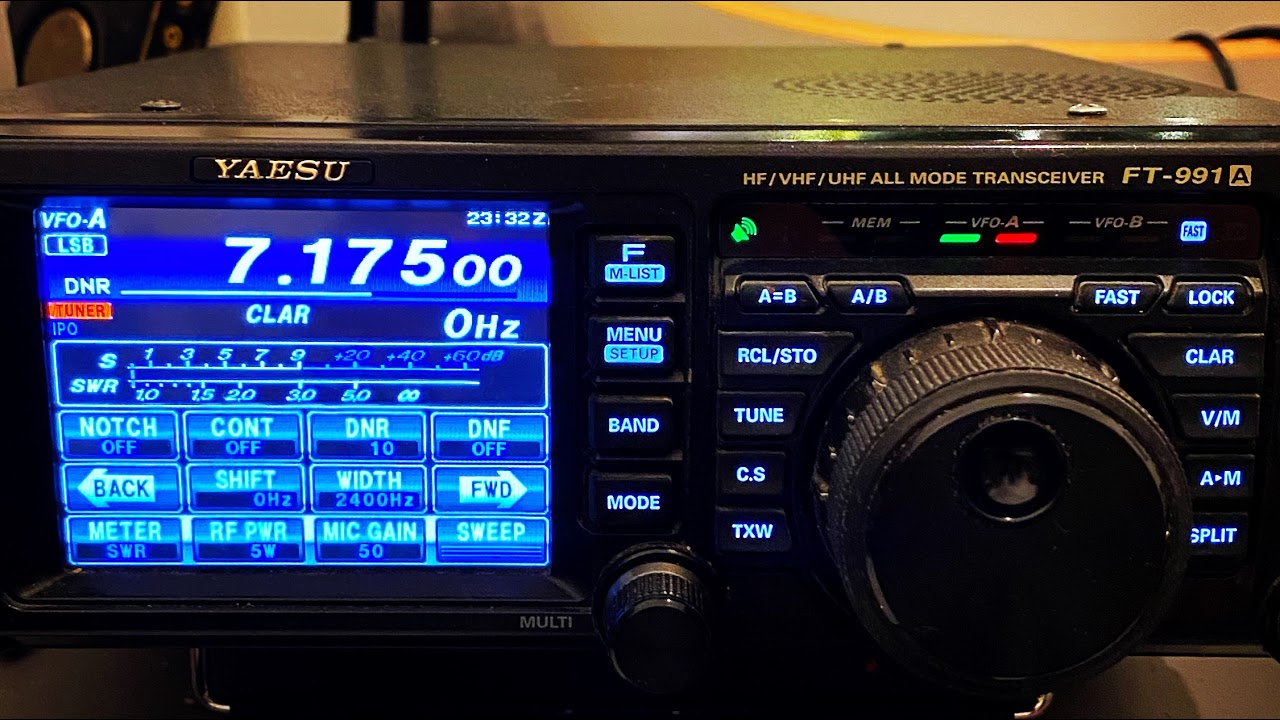 YAESU
HF/VHF/UHF ALL MODE TRANSCEIVER FT-991A
VFO-A 23:32Z
LSB
7.17500
DNR
TUNER
IPO
CLAR 0Hz
S 1 3 5 7 9 +20 +40 +60dB
SWR 1.0 1.5 2.0 3.0 5.0 ∞
NOTCH CONT DNR DNF
OFF OFF 10 OFF
BACK SHIFT WIDTH FWD
0Hz 2400Hz
METER RF PWR MIC GAIN SWEEP
SWR 5W 50
F
M-LIST
MENU
SETUP
BAND
MODE
MULTI
MEM VFO-A VFO-B FAST
A=B A/B FAST LOCK
RCL/STO CLAR
TUNE V/M
C.S A►M
TXW SPLIT